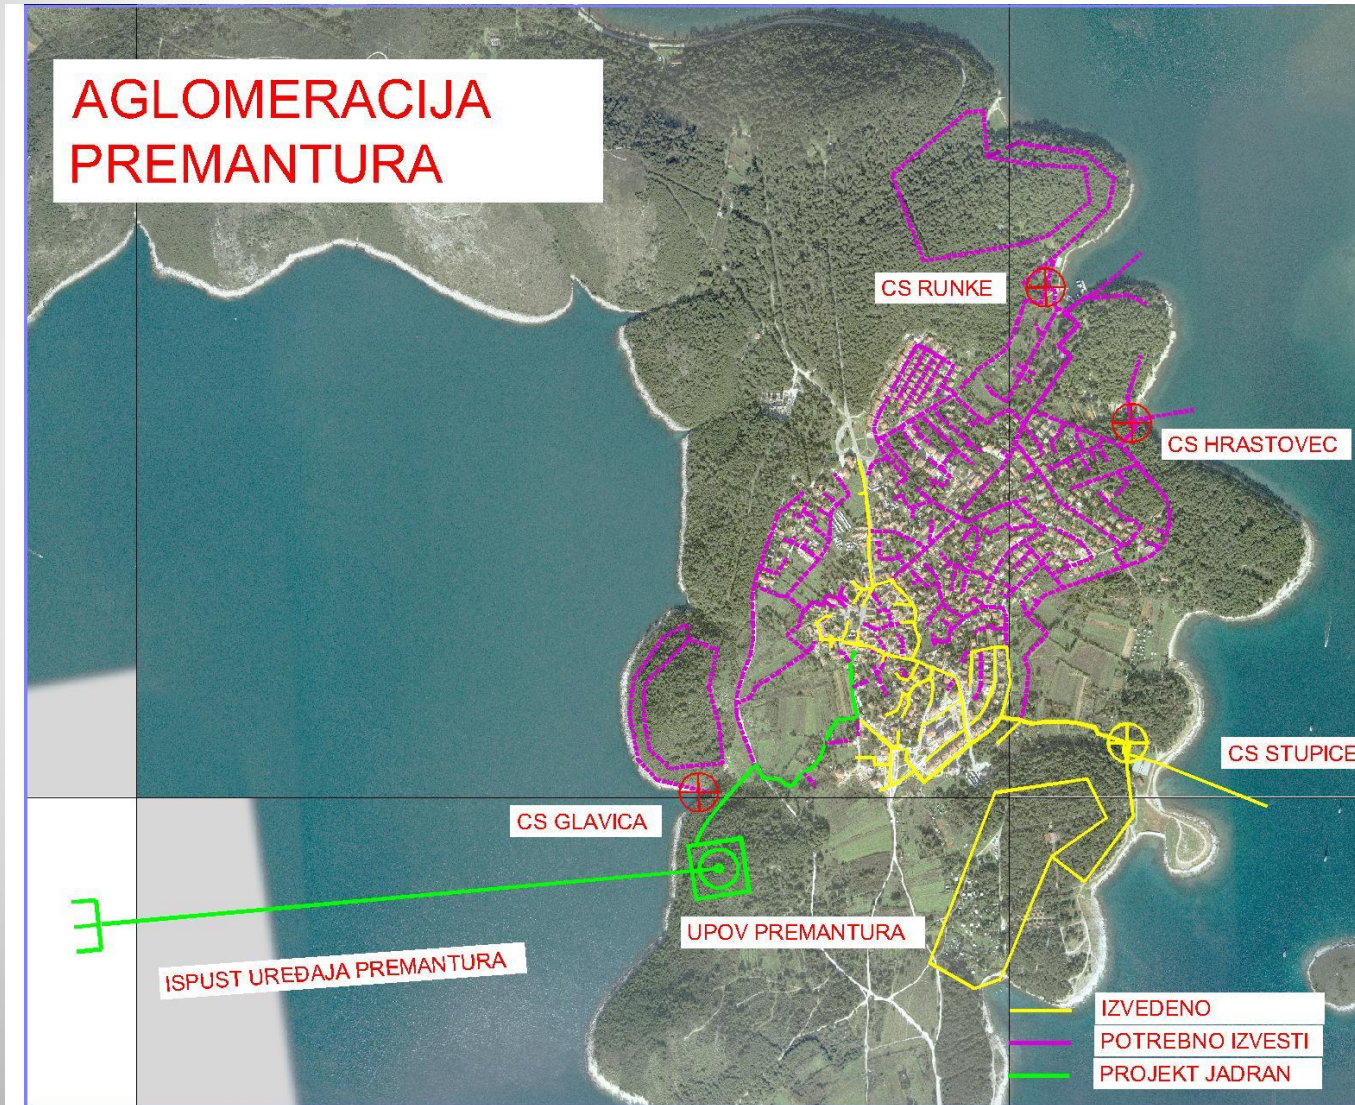 AGLOMERACIJA
PREMANTURA
CS RUNKE
CS HRASTOVEC
CS STUPICE
CS GLAVICA
UPOV PREMANTURA
ISPUST UREĐAJA PREMANTURA
IZVEDENO
POTREBNO IZVESTI
PROJEKT JADRAN